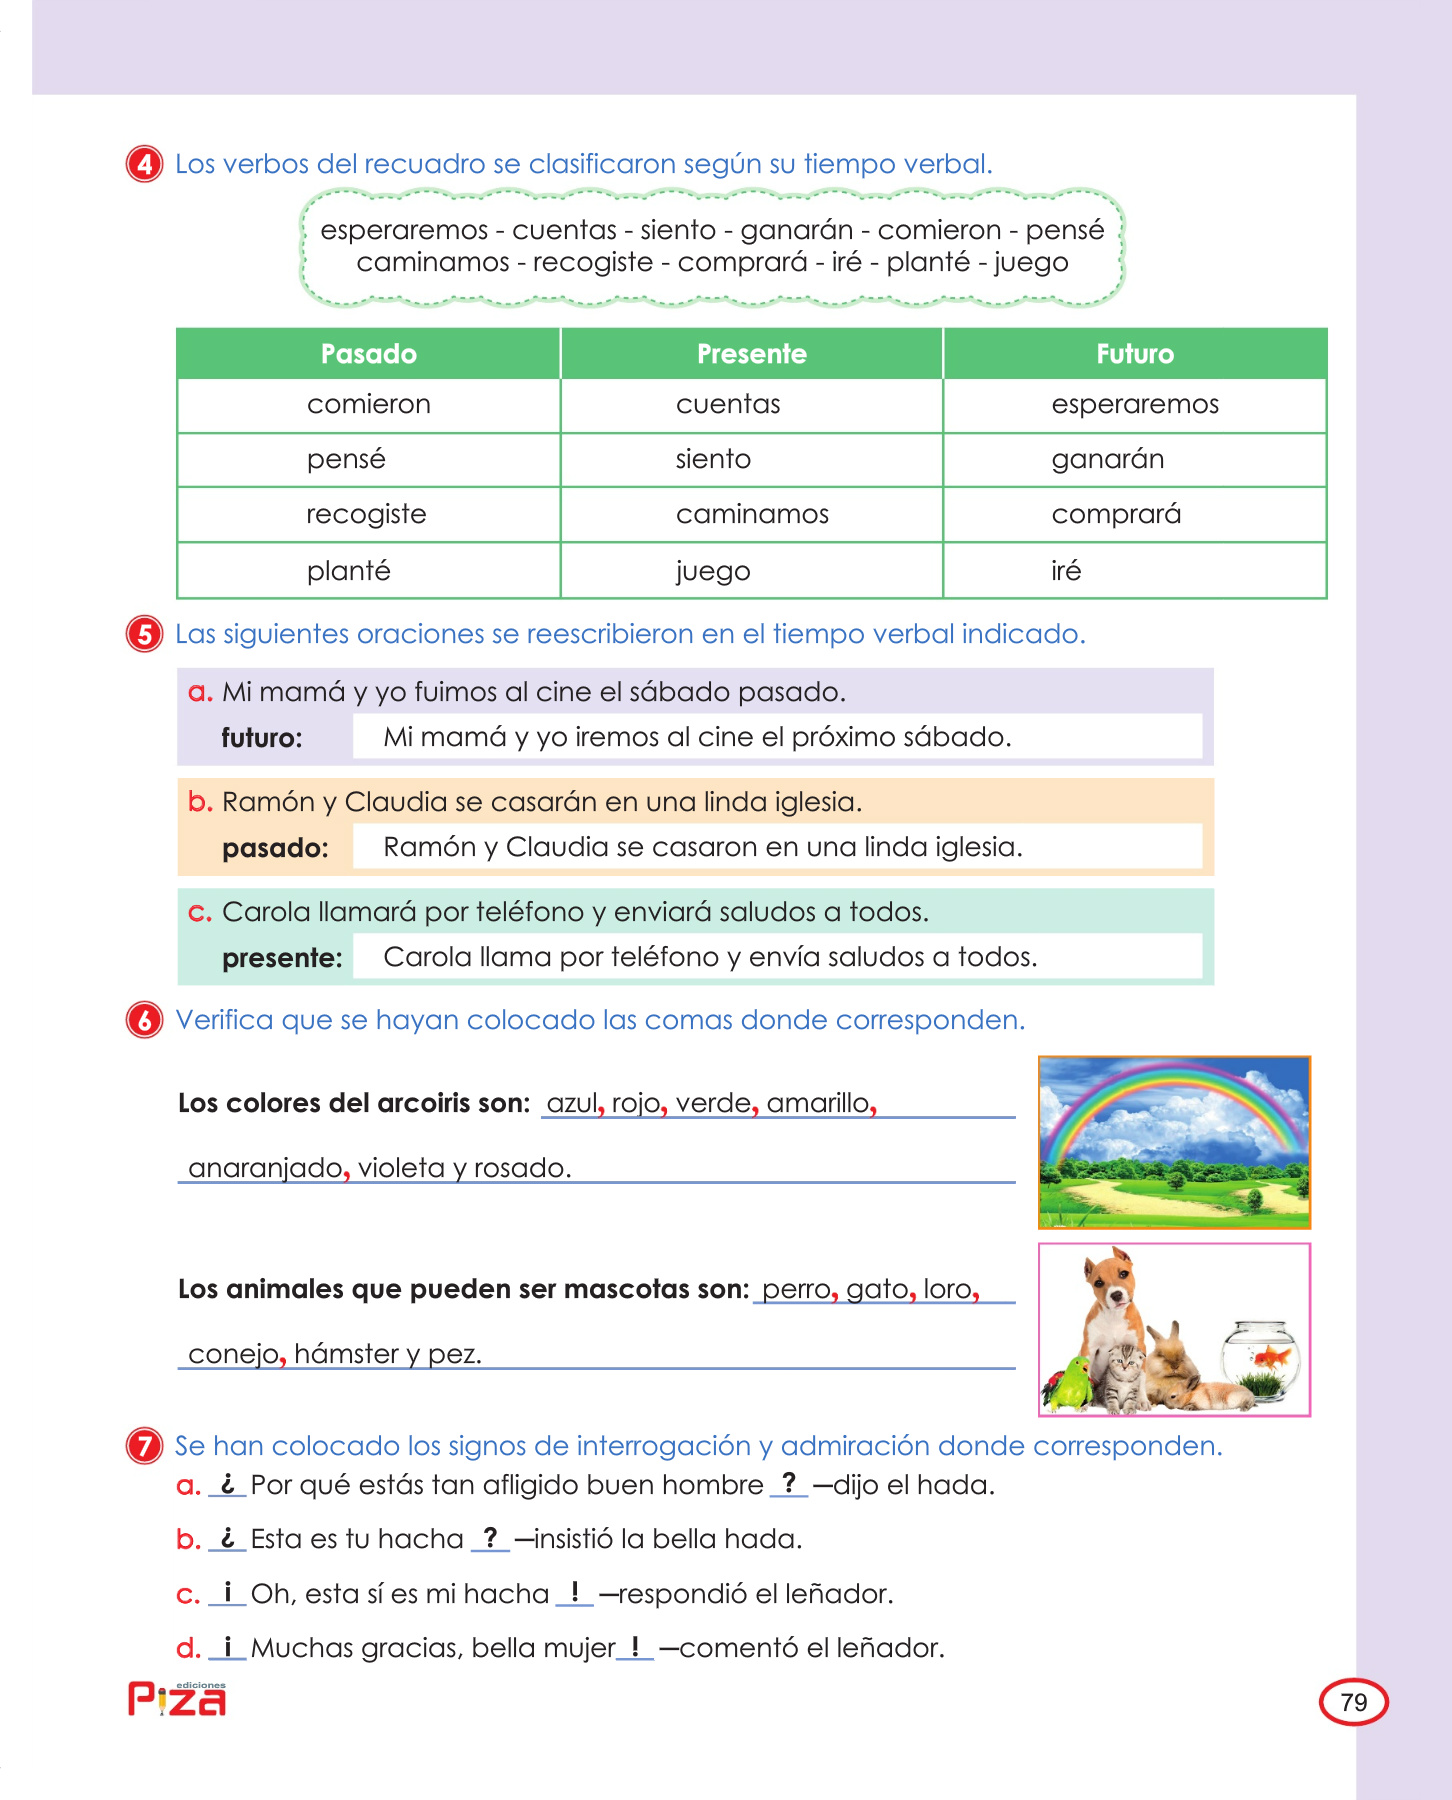 4 Los verbos del recuadro se clasificaron según su tiempo verbal.
esperaremos - cuentas - siento - ganarán - comieron - pensé
caminamos - recogiste - comprará - iré - planté - juego
Pasado Presente Futuro
comieron cuentas esperaremos
pensé siento ganarán
recogiste caminamos comprará
planté juego iré
5 Las siguientes oraciones se reescribieron en el tiempo verbal indicado.
a. Mi mamá y yo fuimos al cine el sábado pasado.
futuro: Mi mamá y yo iremos al cine el próximo sábado.
b. Ramón y Claudia se casarán en una linda iglesia.
pasado: Ramón y Claudia se casaron en una linda iglesia.
c. Carola llamará por teléfono y enviará saludos a todos.
presente: Carola llama por teléfono y envía saludos a todos.
6 Verifica que se hayan colocado las comas donde corresponden.
Los colores del arcoiris son: azul, rojo, verde, amarillo,
anaranjado, violeta y rosado.
Los animales que pueden ser mascotas son: perro, gato, loro,
conejo, hámster y pez.
7 Se han colocado los signos de interrogación y admiración donde corresponden.
a. ¿ Por qué estás tan afligido buen hombre ? —dijo el hada.
b. ¿ Esta es tu hacha ? —insistió la bella hada.
c. ¡ Oh, esta sí es mi hacha ! —respondió el leñador.
d. ¡ Muchas gracias, bella mujer ! —comentó el leñador.
ediciones
Piza
79